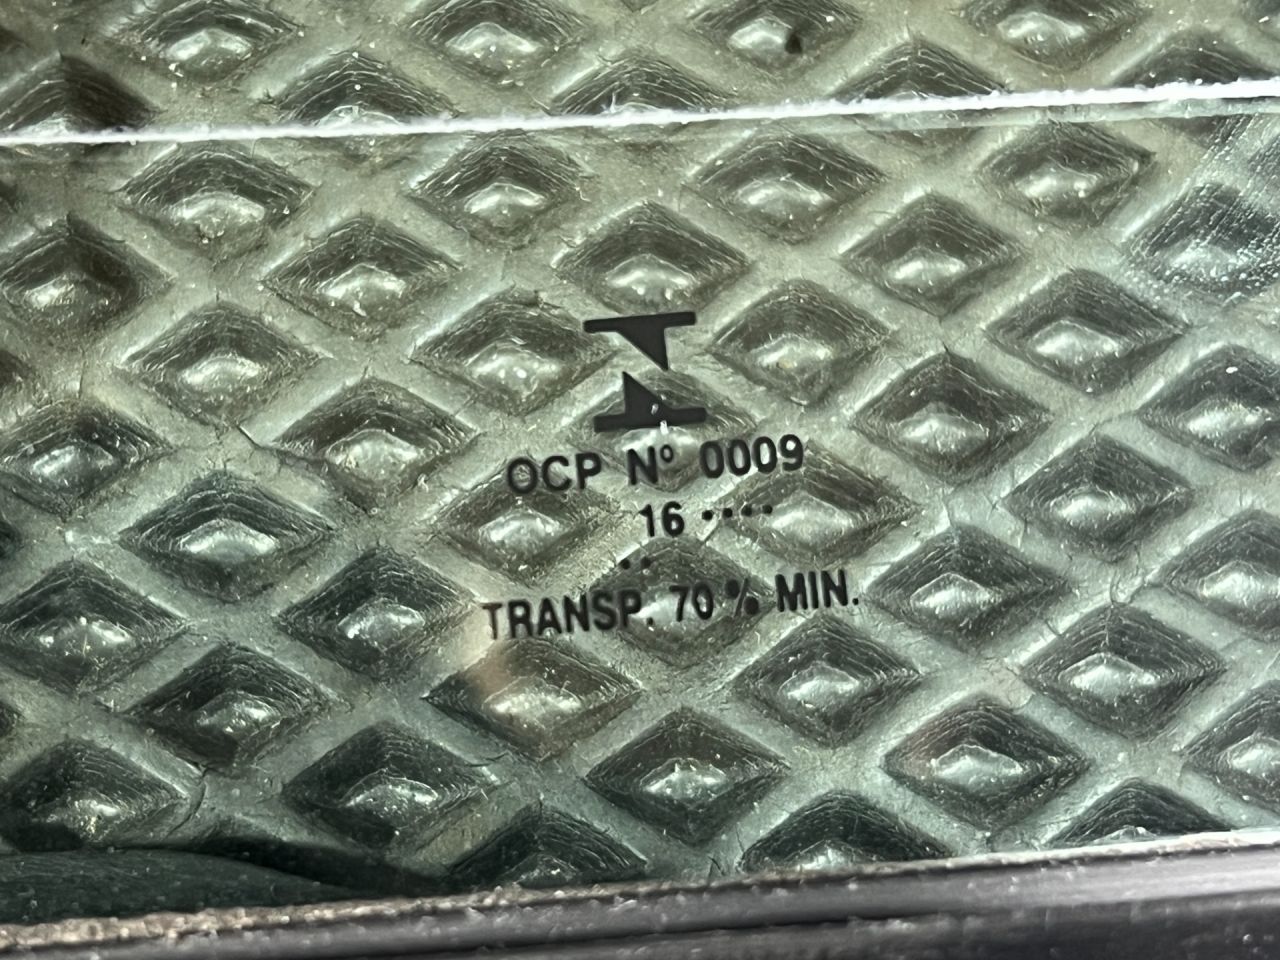 OCP Nº 0009
16 ....
..
TRANSP. 70 % MIN.